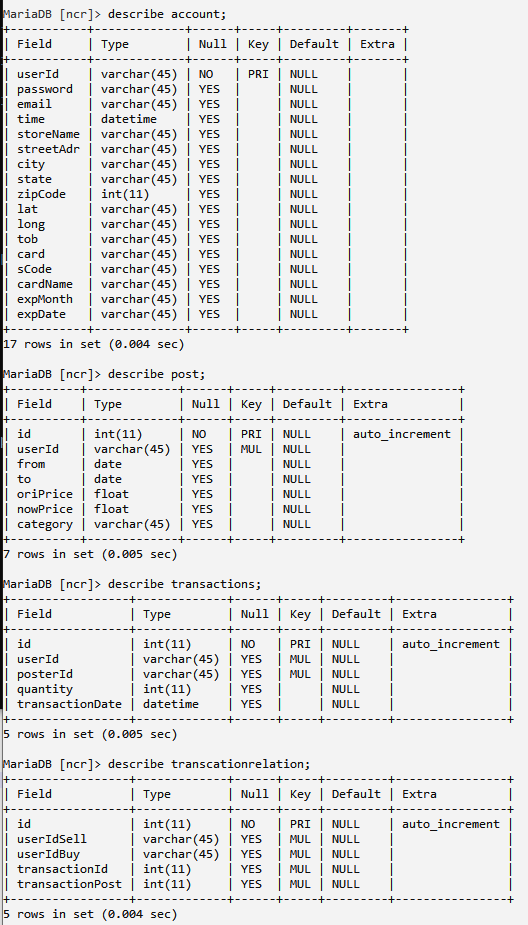 MariaDB [ncr]> describe account;
+-----------+-------------+------+-----+---------+-------+
| Field     | Type        | Null | Key | Default | Extra |
+-----------+-------------+------+-----+---------+-------+
| userId    | varchar(45) | NO   | PRI | NULL    |       |
| password  | varchar(45) | YES  |     | NULL    |       |
| email     | varchar(45) | YES  |     | NULL    |       |
| time      | datetime    | YES  |     | NULL    |       |
| storeName | varchar(45) | YES  |     | NULL    |       |
| streetAdr | varchar(45) | YES  |     | NULL    |       |
| city      | varchar(45) | YES  |     | NULL    |       |
| state     | varchar(45) | YES  |     | NULL    |       |
| zipCode   | int(11)     | YES  |     | NULL    |       |
| lat       | varchar(45) | YES  |     | NULL    |       |
| long      | varchar(45) | YES  |     | NULL    |       |
| tob       | varchar(45) | YES  |     | NULL    |       |
| card      | varchar(45) | YES  |     | NULL    |       |
| sCode     | varchar(45) | YES  |     | NULL    |       |
| cardName  | varchar(45) | YES  |     | NULL    |       |
| expMonth  | varchar(45) | YES  |     | NULL    |       |
| expDate   | varchar(45) | YES  |     | NULL    |       |
+-----------+-------------+------+-----+---------+-------+
17 rows in set (0.004 sec)
MariaDB [ncr]> describe post;
+----------+-------------+------+-----+---------+----------------+
| Field    | Type        | Null | Key | Default | Extra          |
+----------+-------------+------+-----+---------+----------------+
| id       | int(11)     | NO   | PRI | NULL    | auto_increment |
| userId   | varchar(45) | YES  | MUL | NULL    |                |
| from     | date        | YES  |     | NULL    |                |
| to       | date        | YES  |     | NULL    |                |
| oriPrice | float       | YES  |     | NULL    |                |
| nowPrice | float       | YES  |     | NULL    |                |
| category | varchar(45) | YES  |     | NULL    |                |
+----------+-------------+------+-----+---------+----------------+
7 rows in set (0.005 sec)
MariaDB [ncr]> describe transactions;
+-----------------+-------------+------+-----+---------+----------------+
| Field           | Type        | Null | Key | Default | Extra          |
+-----------------+-------------+------+-----+---------+----------------+
| id              | int(11)     | NO   | PRI | NULL    | auto_increment |
| userId          | varchar(45) | YES  | MUL | NULL    |                |
| posterId        | varchar(45) | YES  | MUL | NULL    |                |
| quantity        | int(11)     | YES  |     | NULL    |                |
| transactionDate | datetime    | YES  |     | NULL    |                |
+-----------------+-------------+------+-----+---------+----------------+
5 rows in set (0.005 sec)
MariaDB [ncr]> describe transcationrelation;
+-----------------+-------------+------+-----+---------+----------------+
| Field           | Type        | Null | Key | Default | Extra          |
+-----------------+-------------+------+-----+---------+----------------+
| id              | int(11)     | NO   | PRI | NULL    | auto_increment |
| userIdSell      | varchar(45) | YES  | MUL | NULL    |                |
| userIdBuy       | varchar(45) | YES  | MUL | NULL    |                |
| transactionId   | int(11)     | YES  | MUL | NULL    |                |
| transactionPost | int(11)     | YES  | MUL | NULL    |                |
+-----------------+-------------+------+-----+---------+----------------+
5 rows in set (0.004 sec)